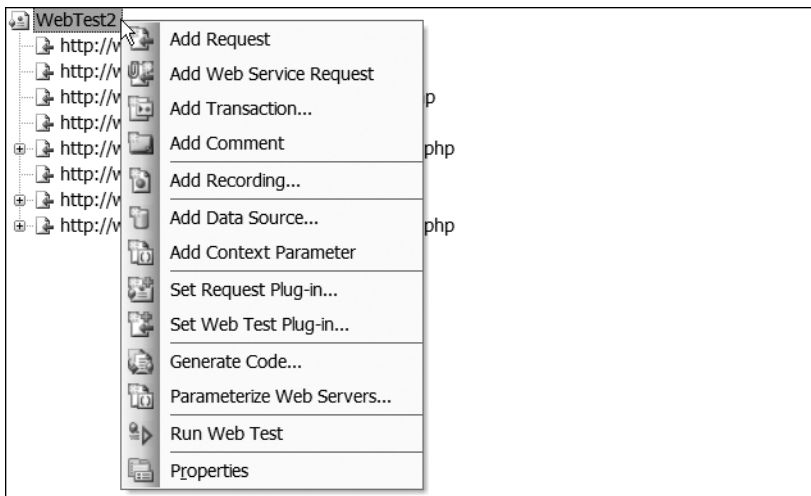 WebTest2
http://w
http://w
http://w p
http://w
http://w php
http://w
http://w
http://w php
Add Request
Add Web Service Request
Add Transaction...
Add Comment
Add Recording...
Add Data Source...
Add Context Parameter
Set Request Plug-in...
Set Web Test Plug-in...
Generate Code...
Parameterize Web Servers...
Run Web Test
Properties